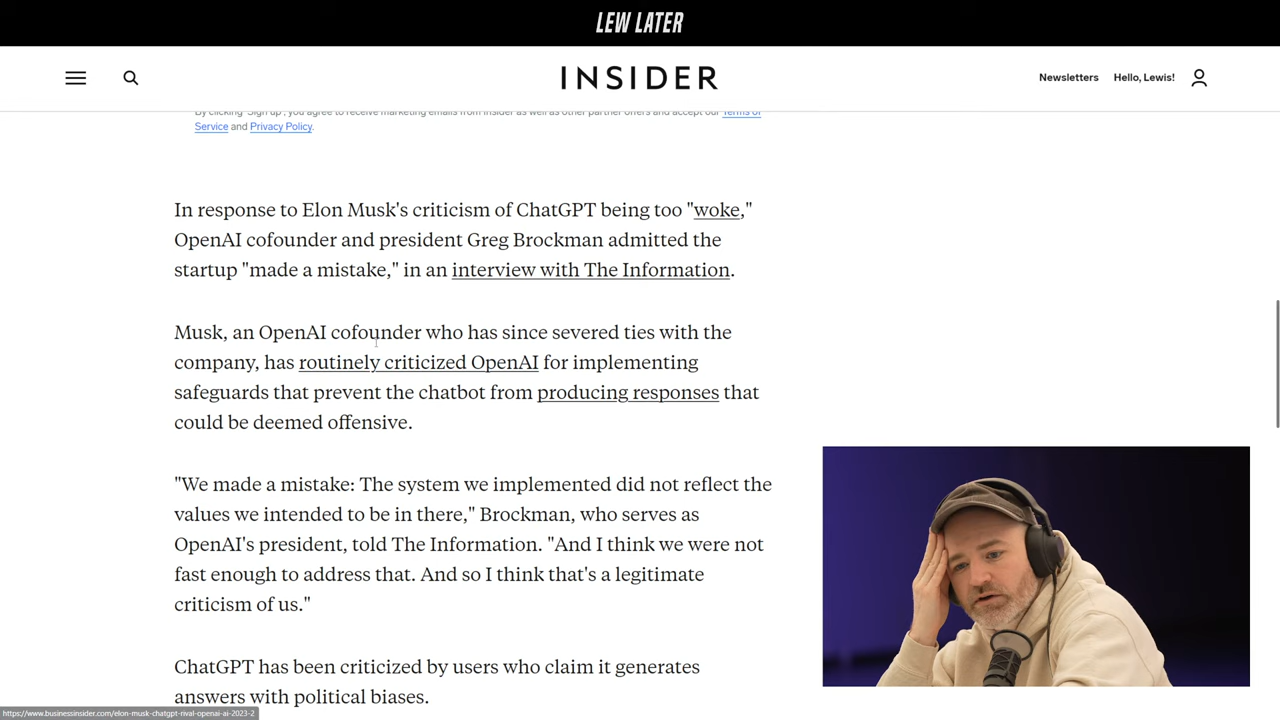 LEW LATER
INSIDER
Newsletters Hello, Lewis!
By clicking 'Sign up', you agree to receive marketing emails from Insider as well as other partner offers and accept our Terms of
Service and Privacy Policy.
In response to Elon Musk's criticism of ChatGPT being too "woke,"
OpenAI cofounder and president Greg Brockman admitted the
startup "made a mistake," in an interview with The Information.
Musk, an OpenAI cofounder who has since severed ties with the
company, has routinely criticized OpenAI for implementing
safeguards that prevent the chatbot from producing responses that
could be deemed offensive.
"We made a mistake: The system we implemented did not reflect the
values we intended to be in there," Brockman, who serves as
OpenAI's president, told The Information. "And I think we were not
fast enough to address that. And so I think that's a legitimate
criticism of us."
ChatGPT has been criticized by users who claim it generates
answers with political biases.
https://www.businessinsider.com/elon-musk-chatgpt-rival-openai-ai-2023-2